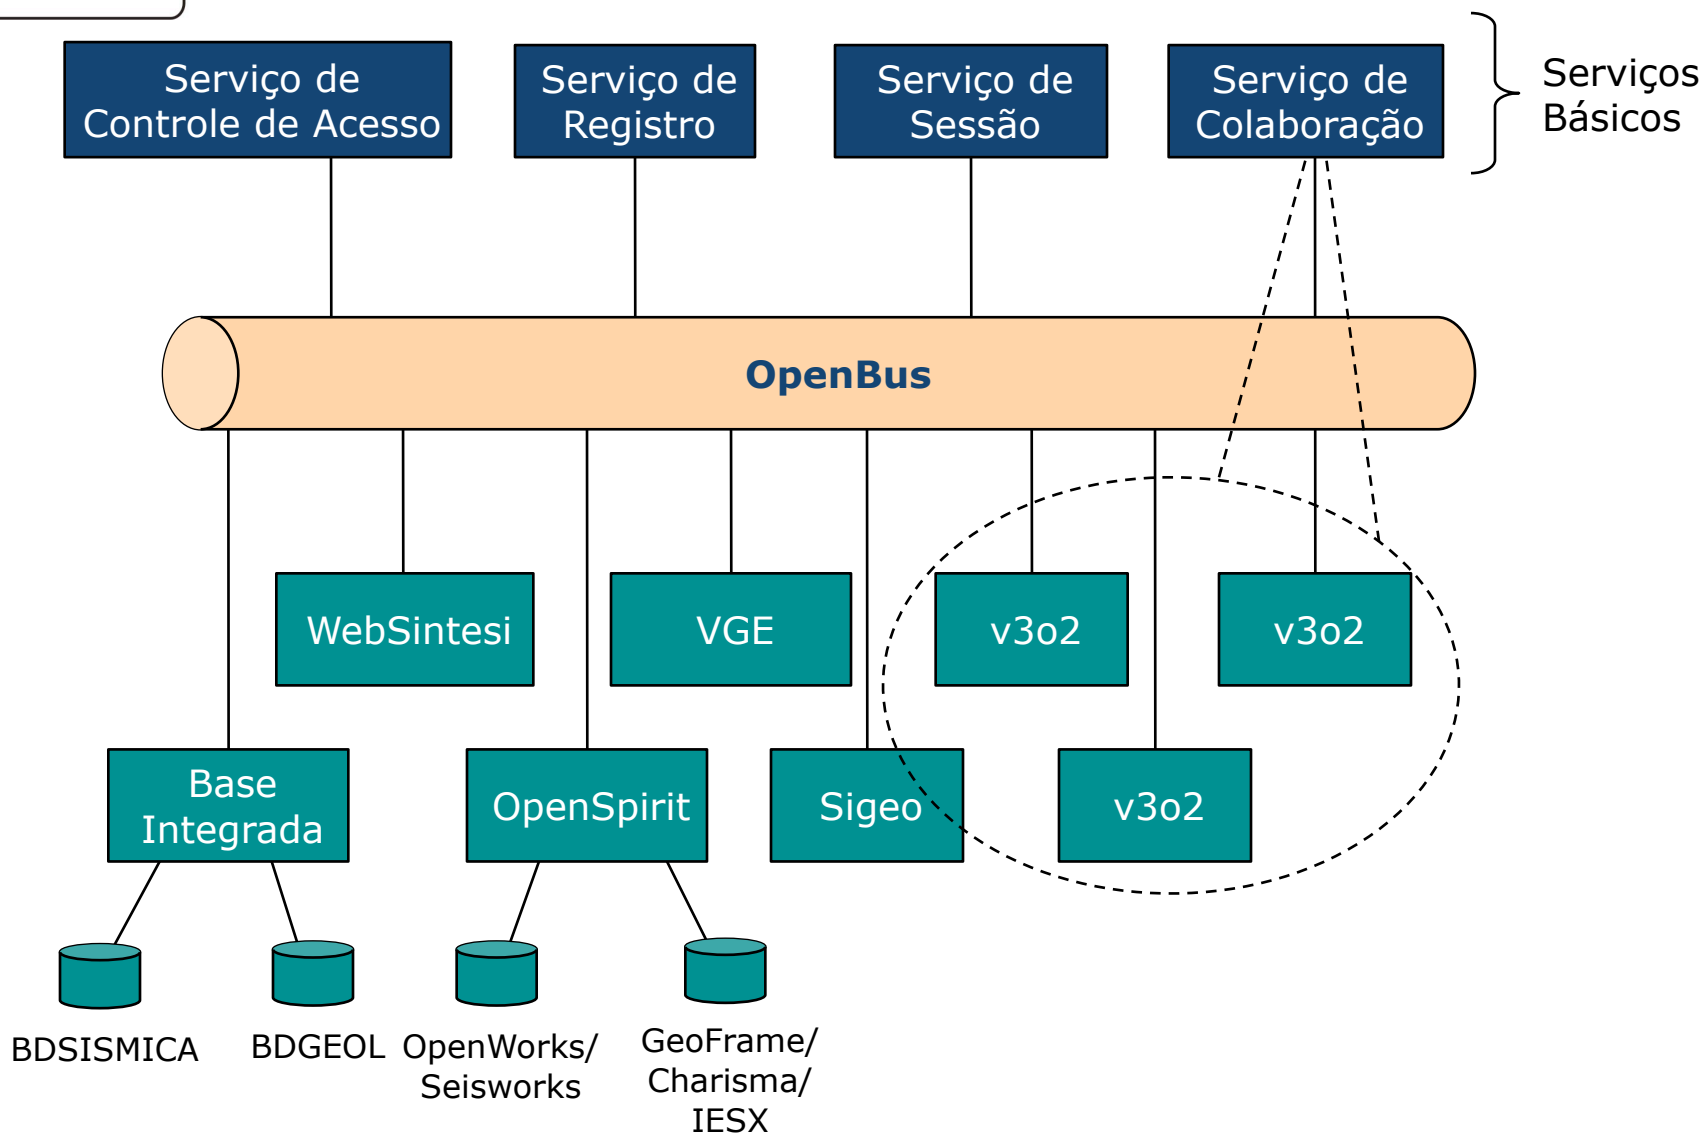 Serviço de
Controle de Acesso
Serviço de
Registro
Serviço de
Sessão
Serviço de
Colaboração
Serviços
Básicos
OpenBus
WebSintesi
VGE
v3o2
v3o2
Base
Integrada
OpenSpirit
Sigeo
v3o2
BDSISMICA
BDGEOL
OpenWorks/
Seisworks
GeoFrame/
Charisma/
IESX